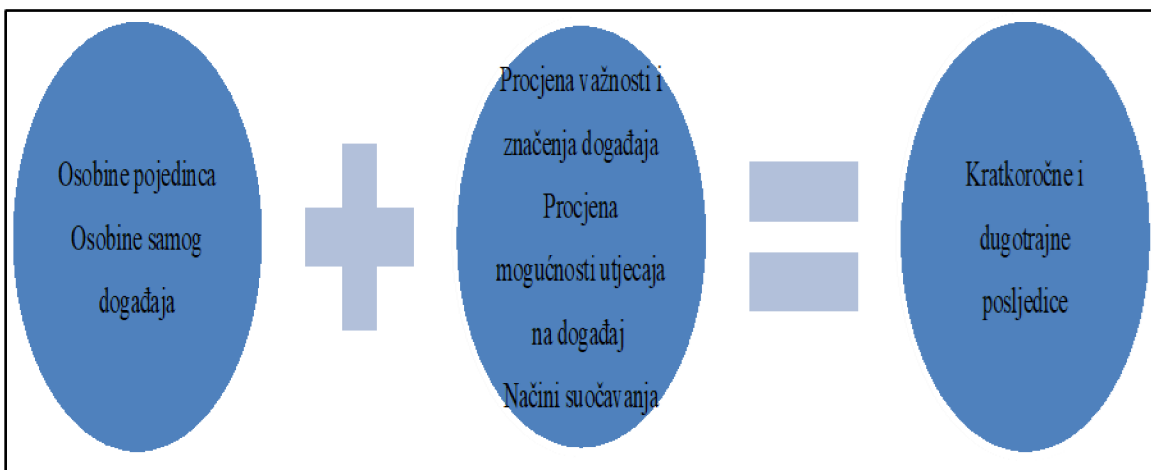 Osobine pojedinca
Osobine samog
događaja
Procjena važnosti i
značenja događaja
Procjena
mogućnosti utjecaja
na događaj
Načini suočavanja
Kratkoročne i
dugotrajne
posljedice